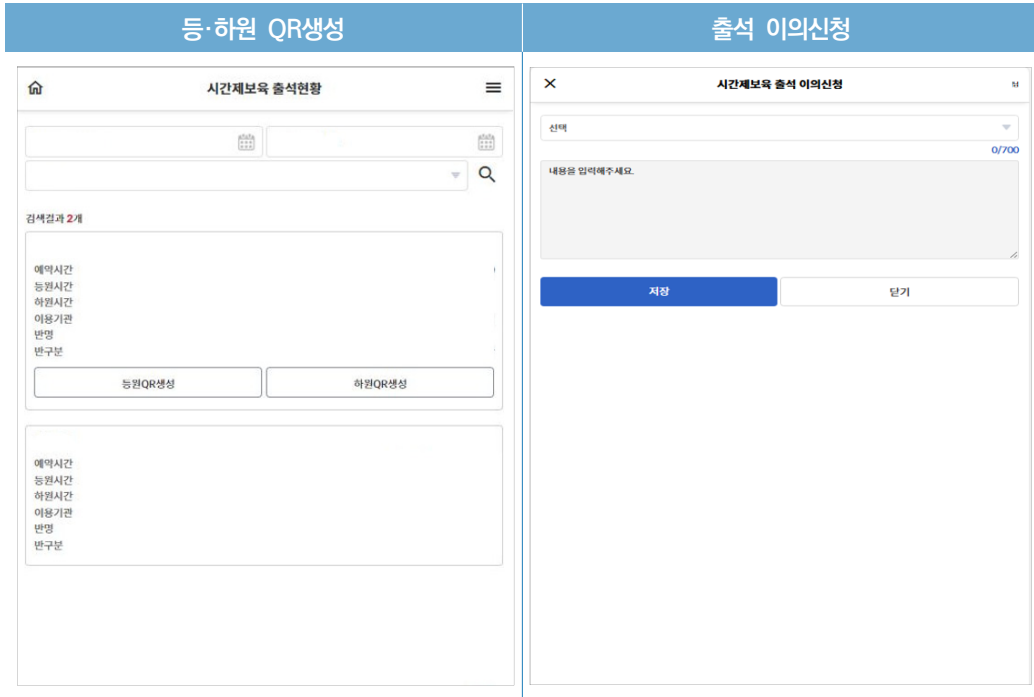 등·하원 QR생성
시간제보육 출석현황
검색결과 2개
예약시간
등원시간
하원시간
이용기관
반명
반구분
등원QR생성 하원QR생성
예약시간
등원시간
하원시간
이용기관
반명
반구분
출석 이의신청
시간제보육 출석 이의신청
선택
0/700
내용을 입력해주세요.
저장 닫기